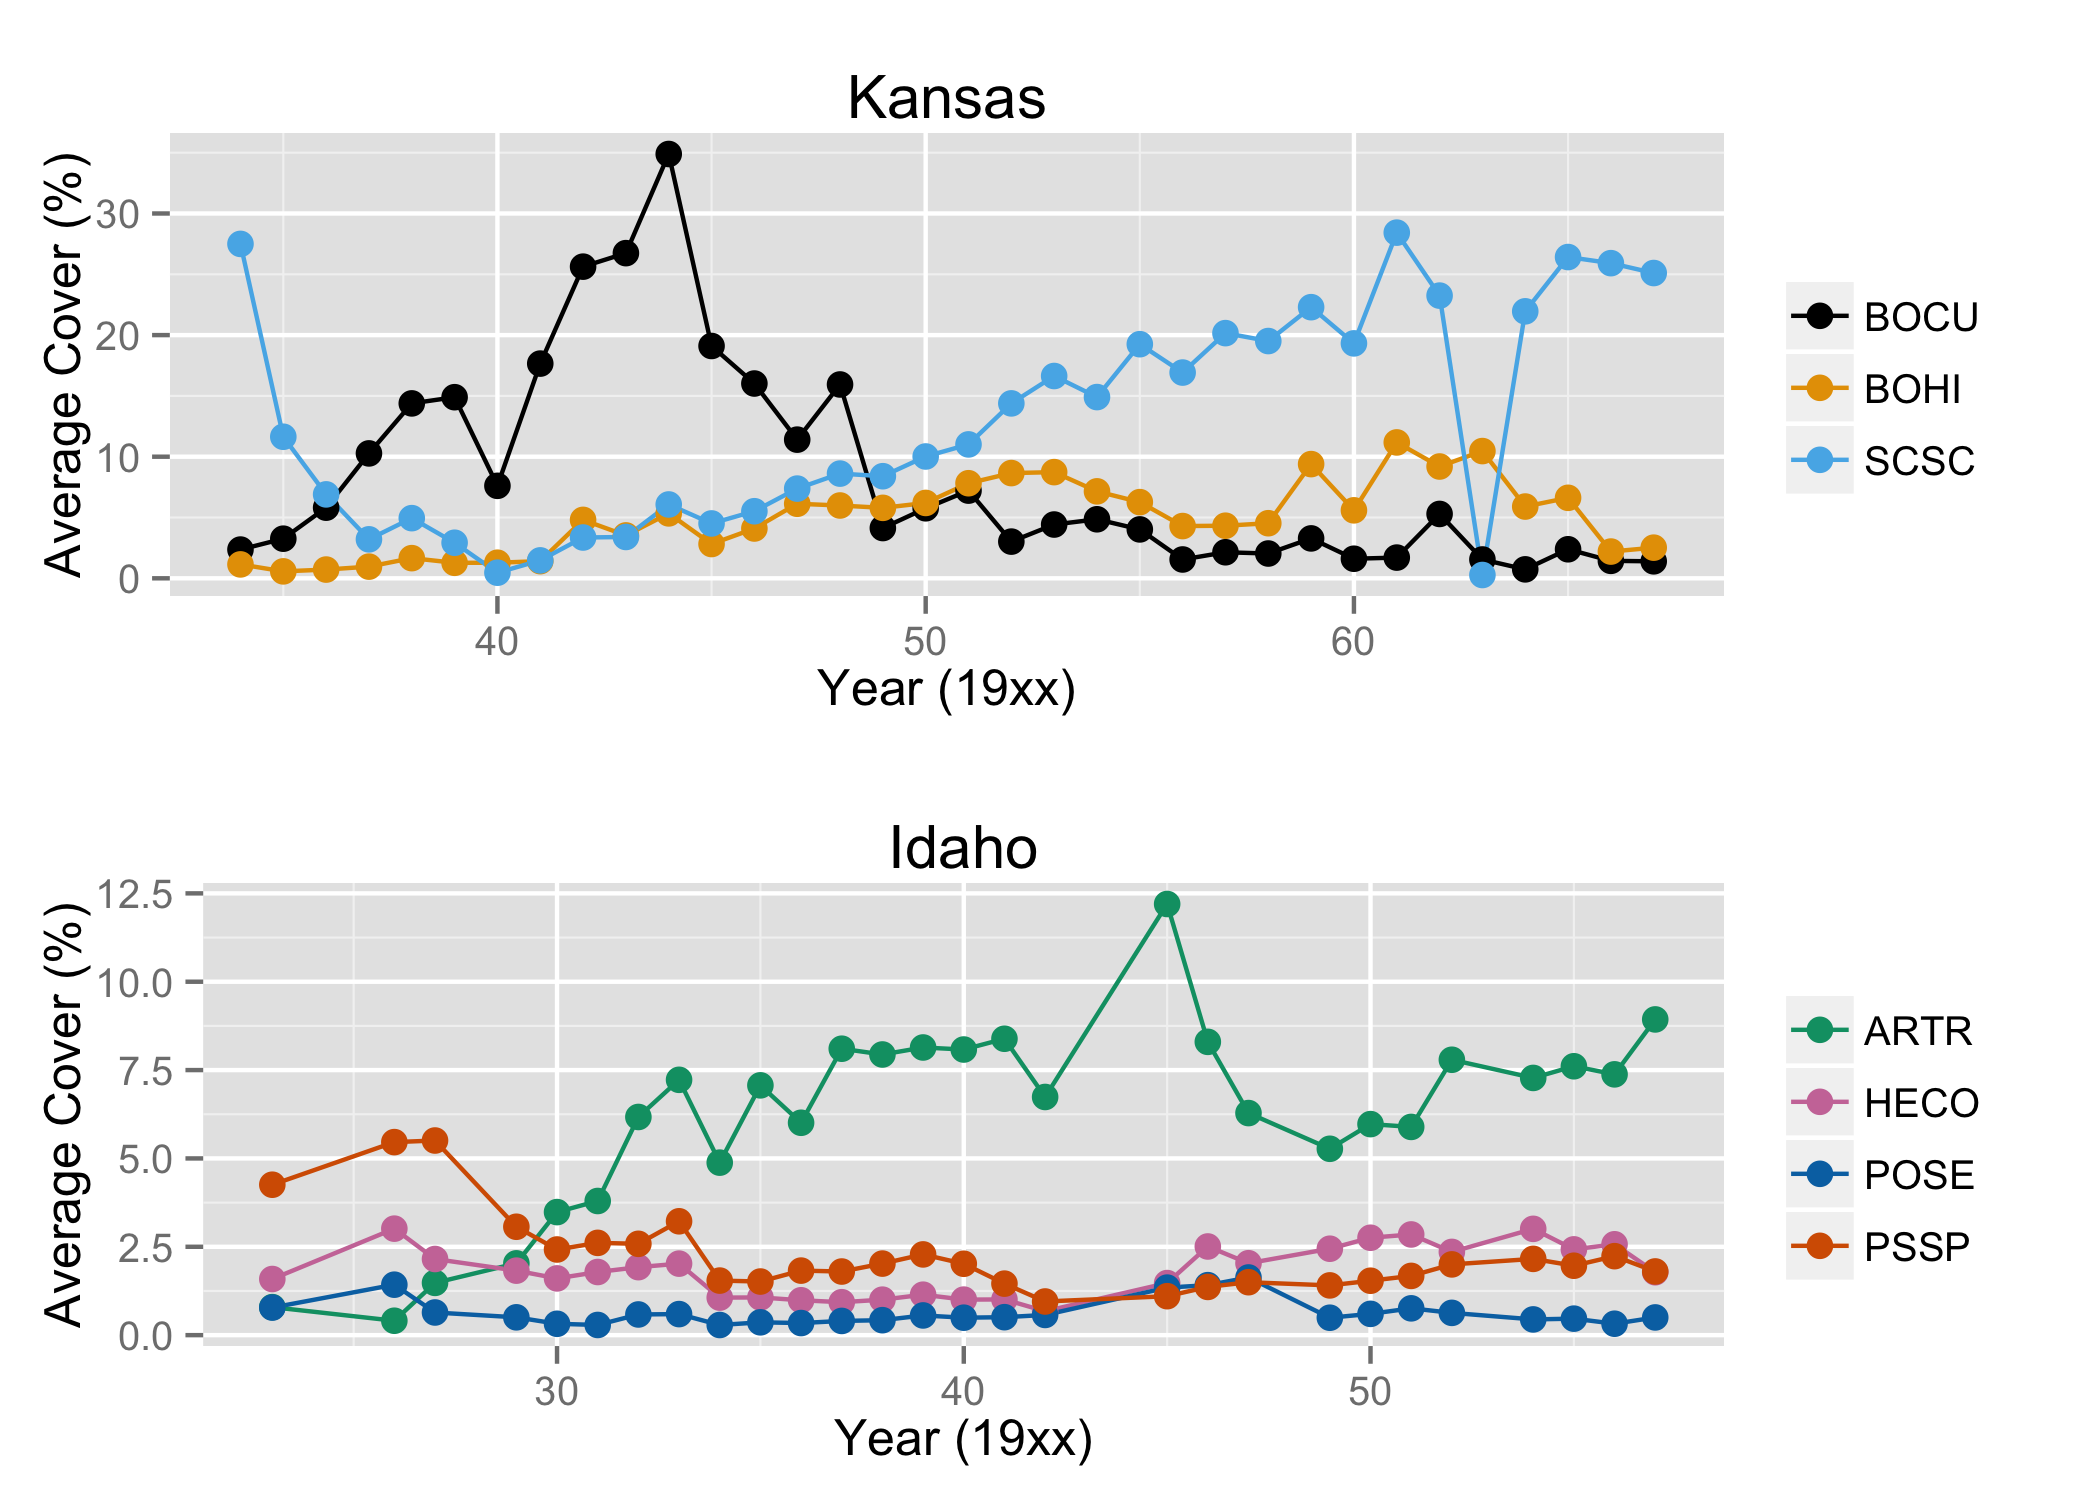 Kansas
Average Cover (%)
30
20
10
0
40 50 60
Year (19xx)
BOCU
BOHI
SCSC
Idaho
Average Cover (%)
12.5
10.0
7.5
5.0
2.5
0.0
30 40 50
Year (19xx)
ARTR
HECO
POSE
PSSP